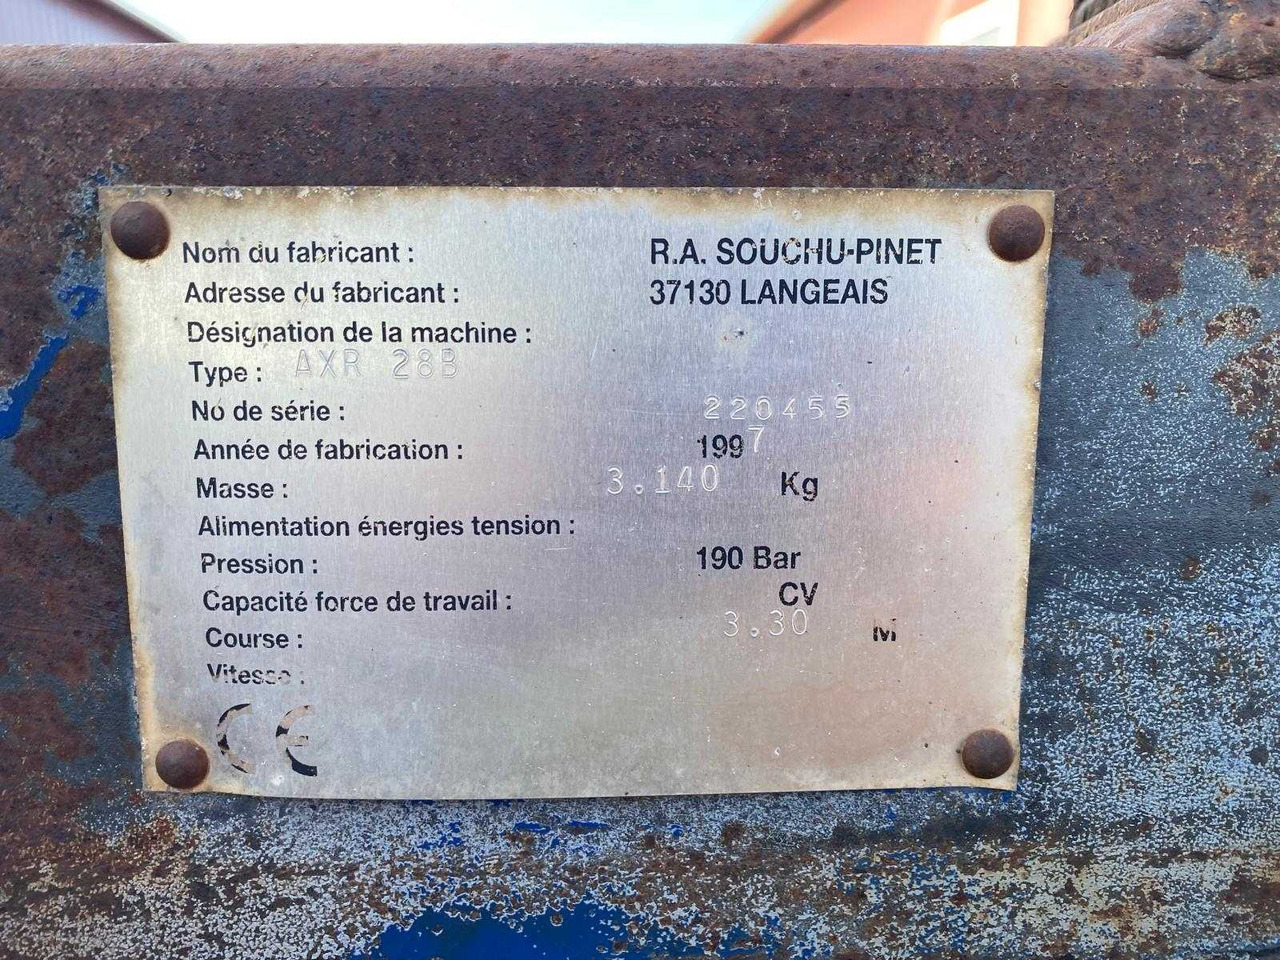 Nom du fabricant : R.A. SOUCHU-PINET
Adresse du fabricant : 37130 LANGEAIS
Désignation de la machine :
Type : AXR 28B
No de série : 220455
Année de fabrication : 1997
Masse : 3.140 Kg
Alimentation énergies tension :
Pression : 190 Bar
Capacité force de travail : CV
Course : 3.30 M
Vitesse :
CE